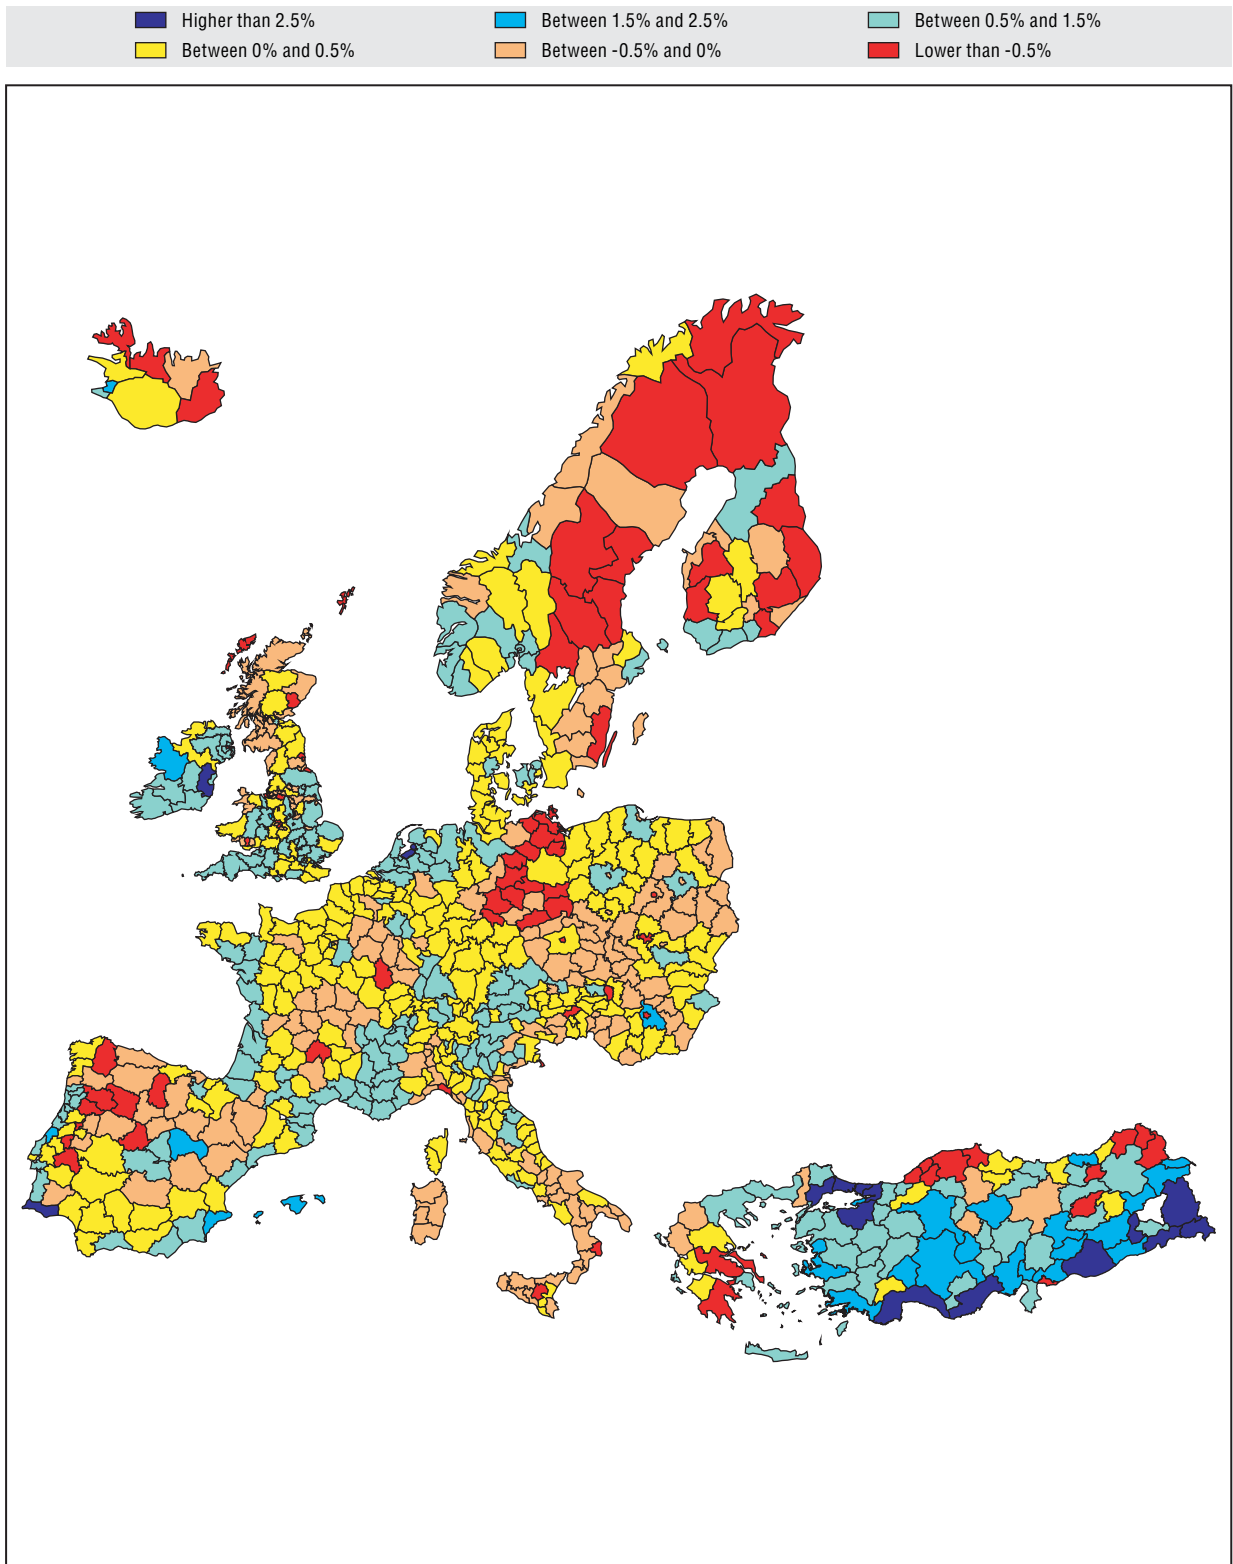 Higher than 2.5% Between 1.5% and 2.5% Between 0.5% and 1.5%
Between 0% and 0.5% Between -0.5% and 0% Lower than -0.5%